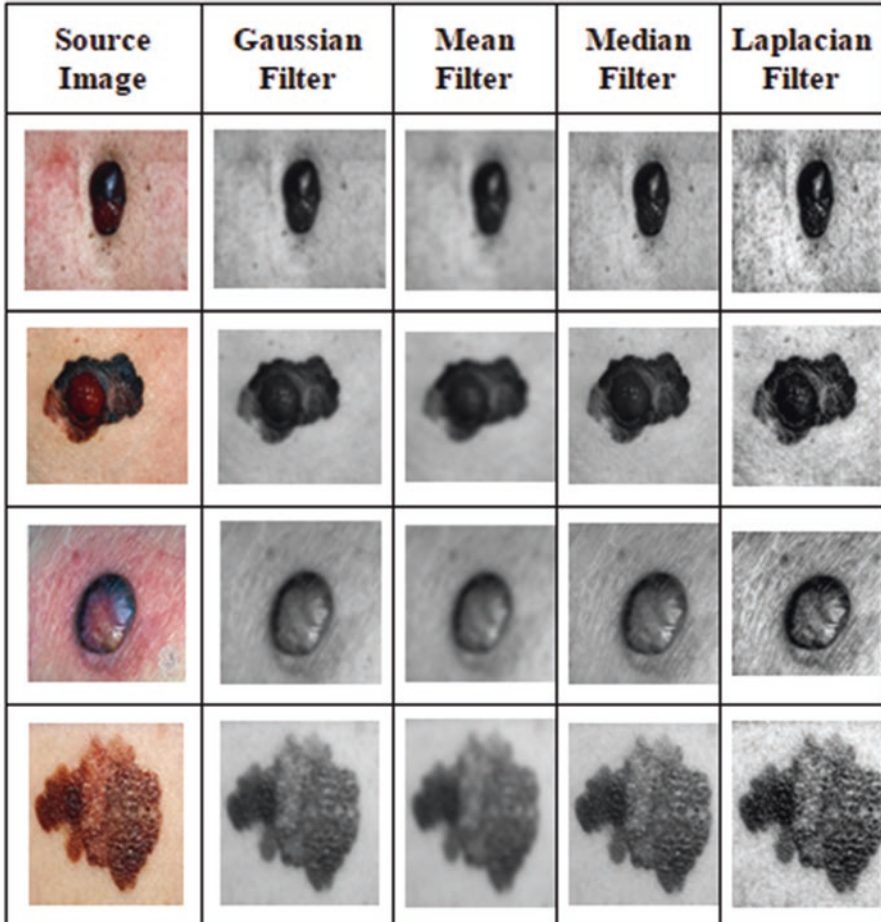 Source Image
Gaussian Filter
Mean Filter
Median Filter
Laplacian Filter